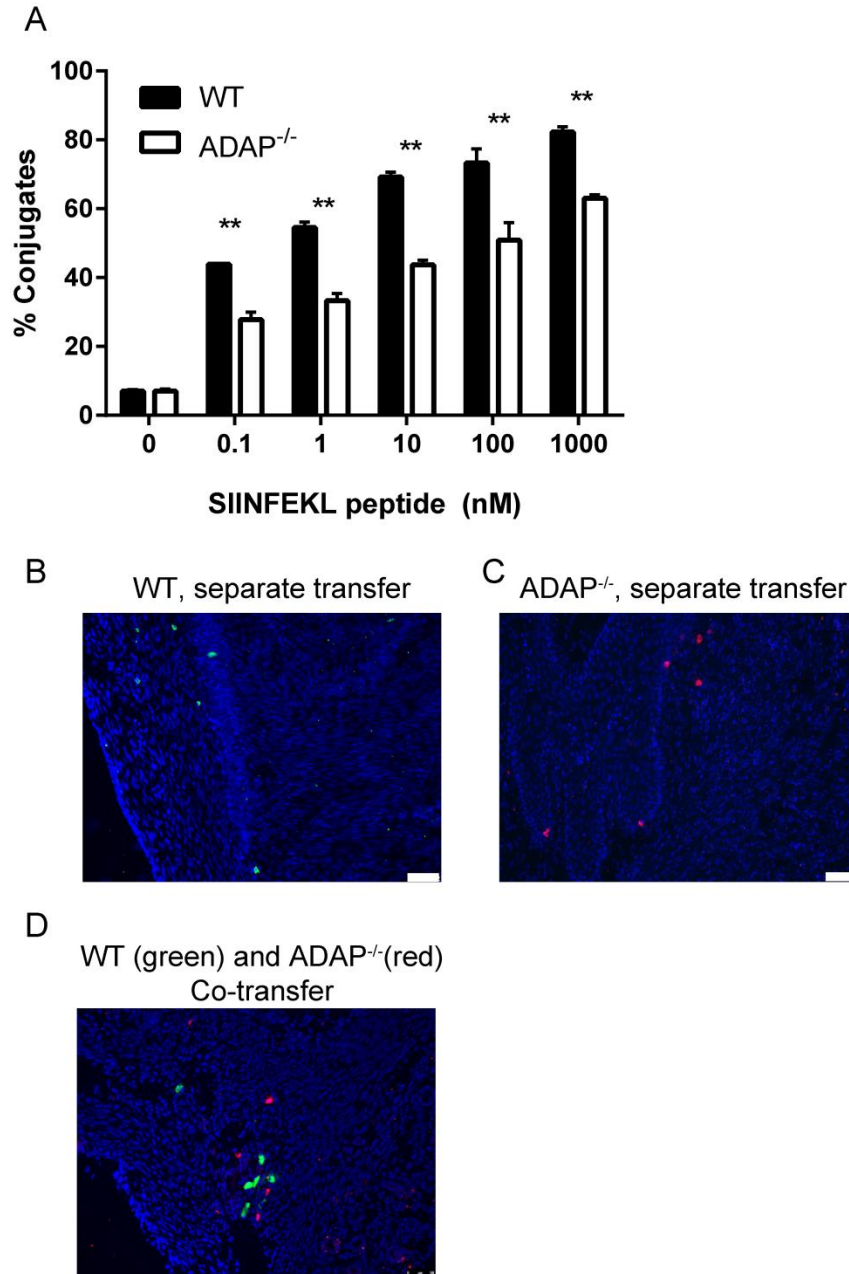 A
100
80
60
40
20
0
% Conjugates
WT
ADAP-/-
**
**
**
**
**
0 0.1 1 10 100 1000
SIINFEKL peptide (nM)
B
WT, separate transfer
C
ADAP-/-, separate transfer
D
WT (green) and ADAP-/-(red)
Co-transfer